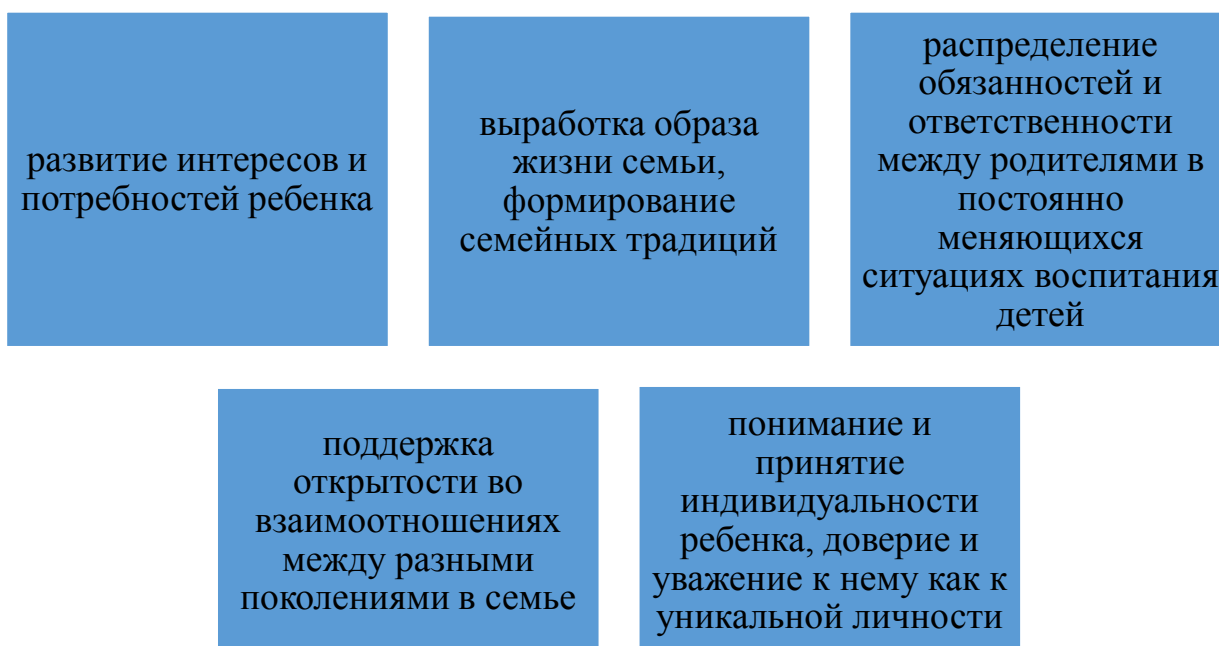 развитие интересов и
потребностей ребенка
выработка образа
жизни семьи,
формирование
семейных традиций
распределение
обязанностей и
ответственности
между родителями в
постоянно
меняющихся
ситуациях воспитания
детей
поддержка
открытости во
взаимоотношениях
между разными
поколениями в семье
понимание и
принятие
индивидуальности
ребенка, доверие и
уважение к нему как к
уникальной личности